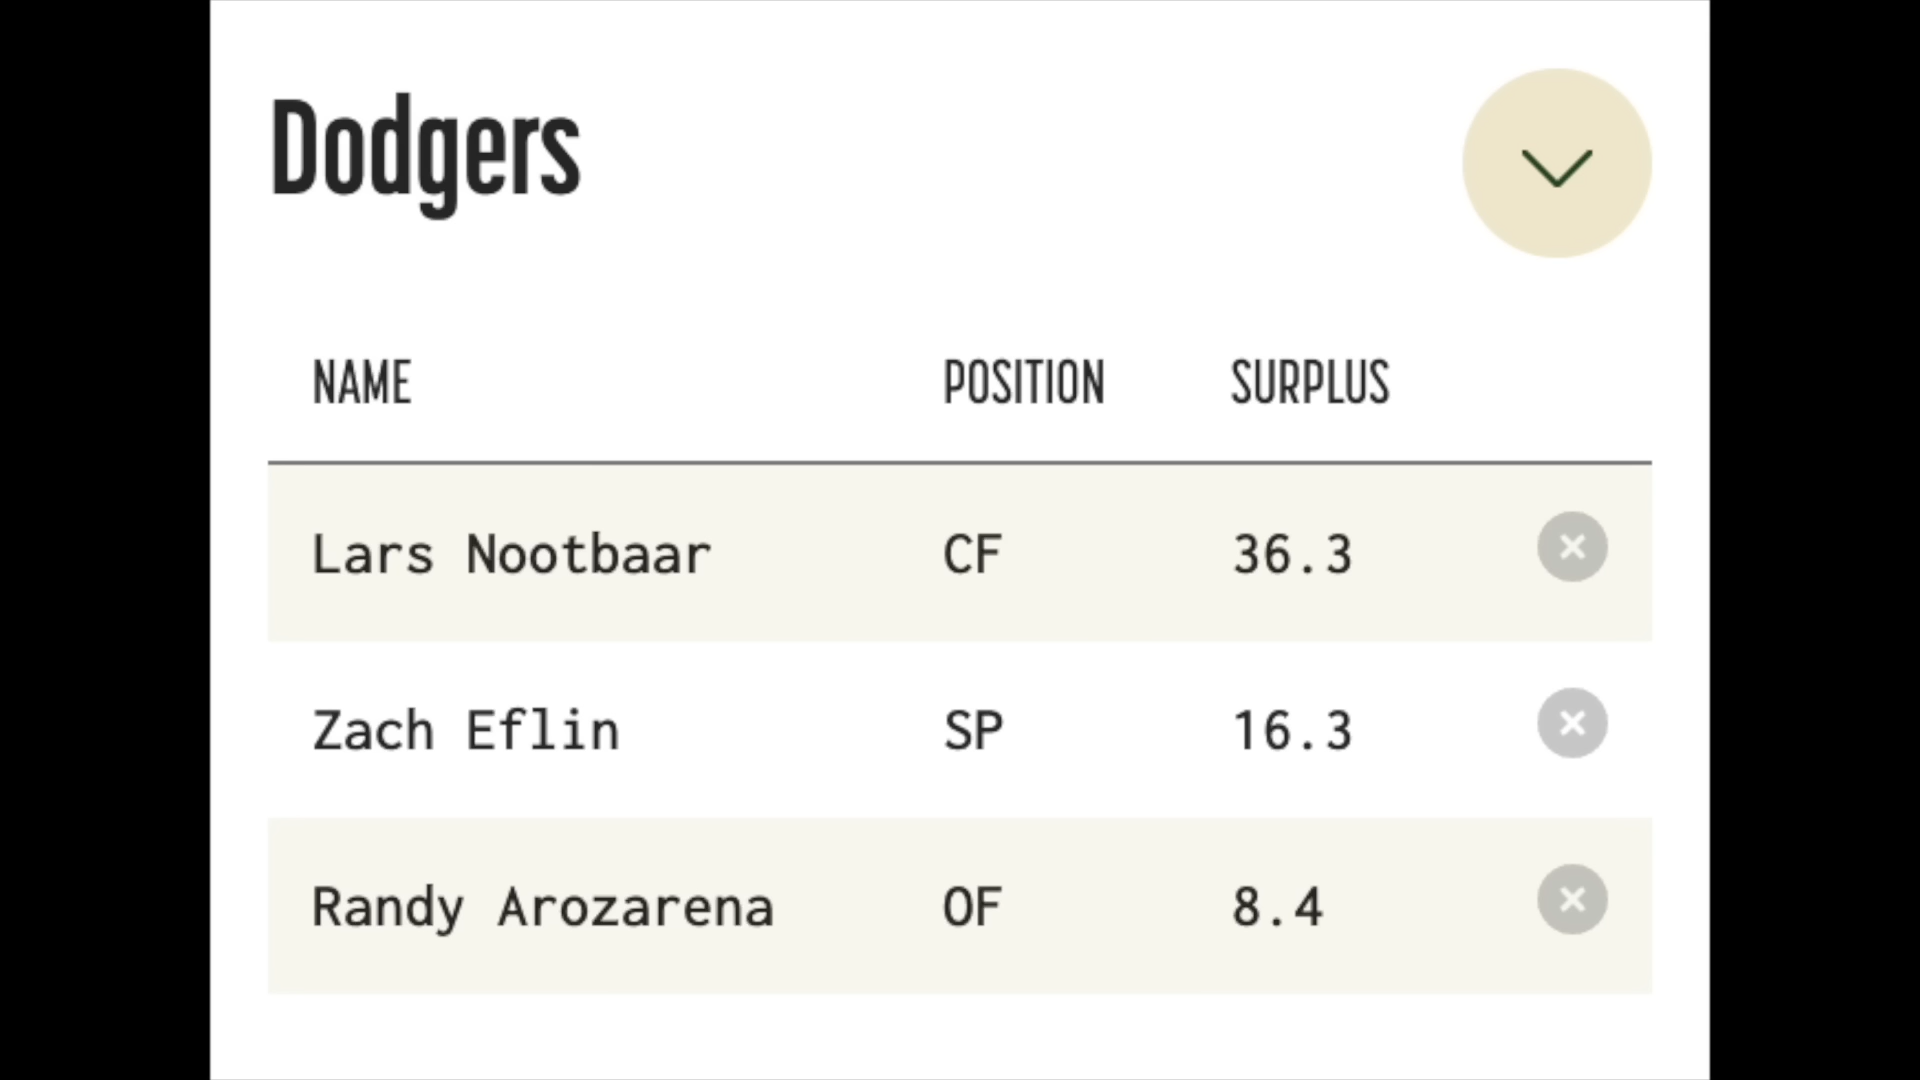 Dodgers
NAME POSITION SURPLUS
Lars Nootbaar CF 36.3
Zach Eflin SP 16.3
Randy Arozarena OF 8.4